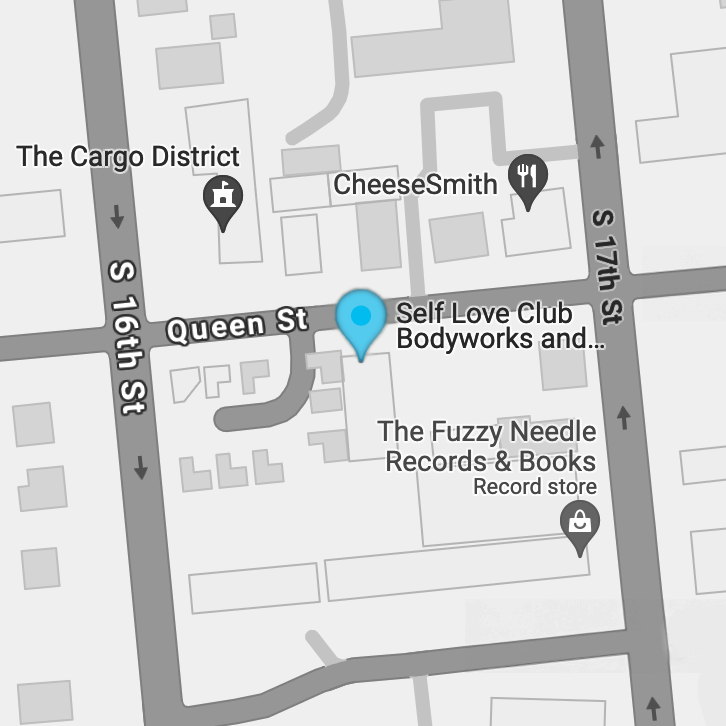 The Cargo District
CheeseSmith
S 17th St
S 16th St
Queen St
Self Love Club
Bodyworks and...
The Fuzzy Needle
Records & Books
Record store